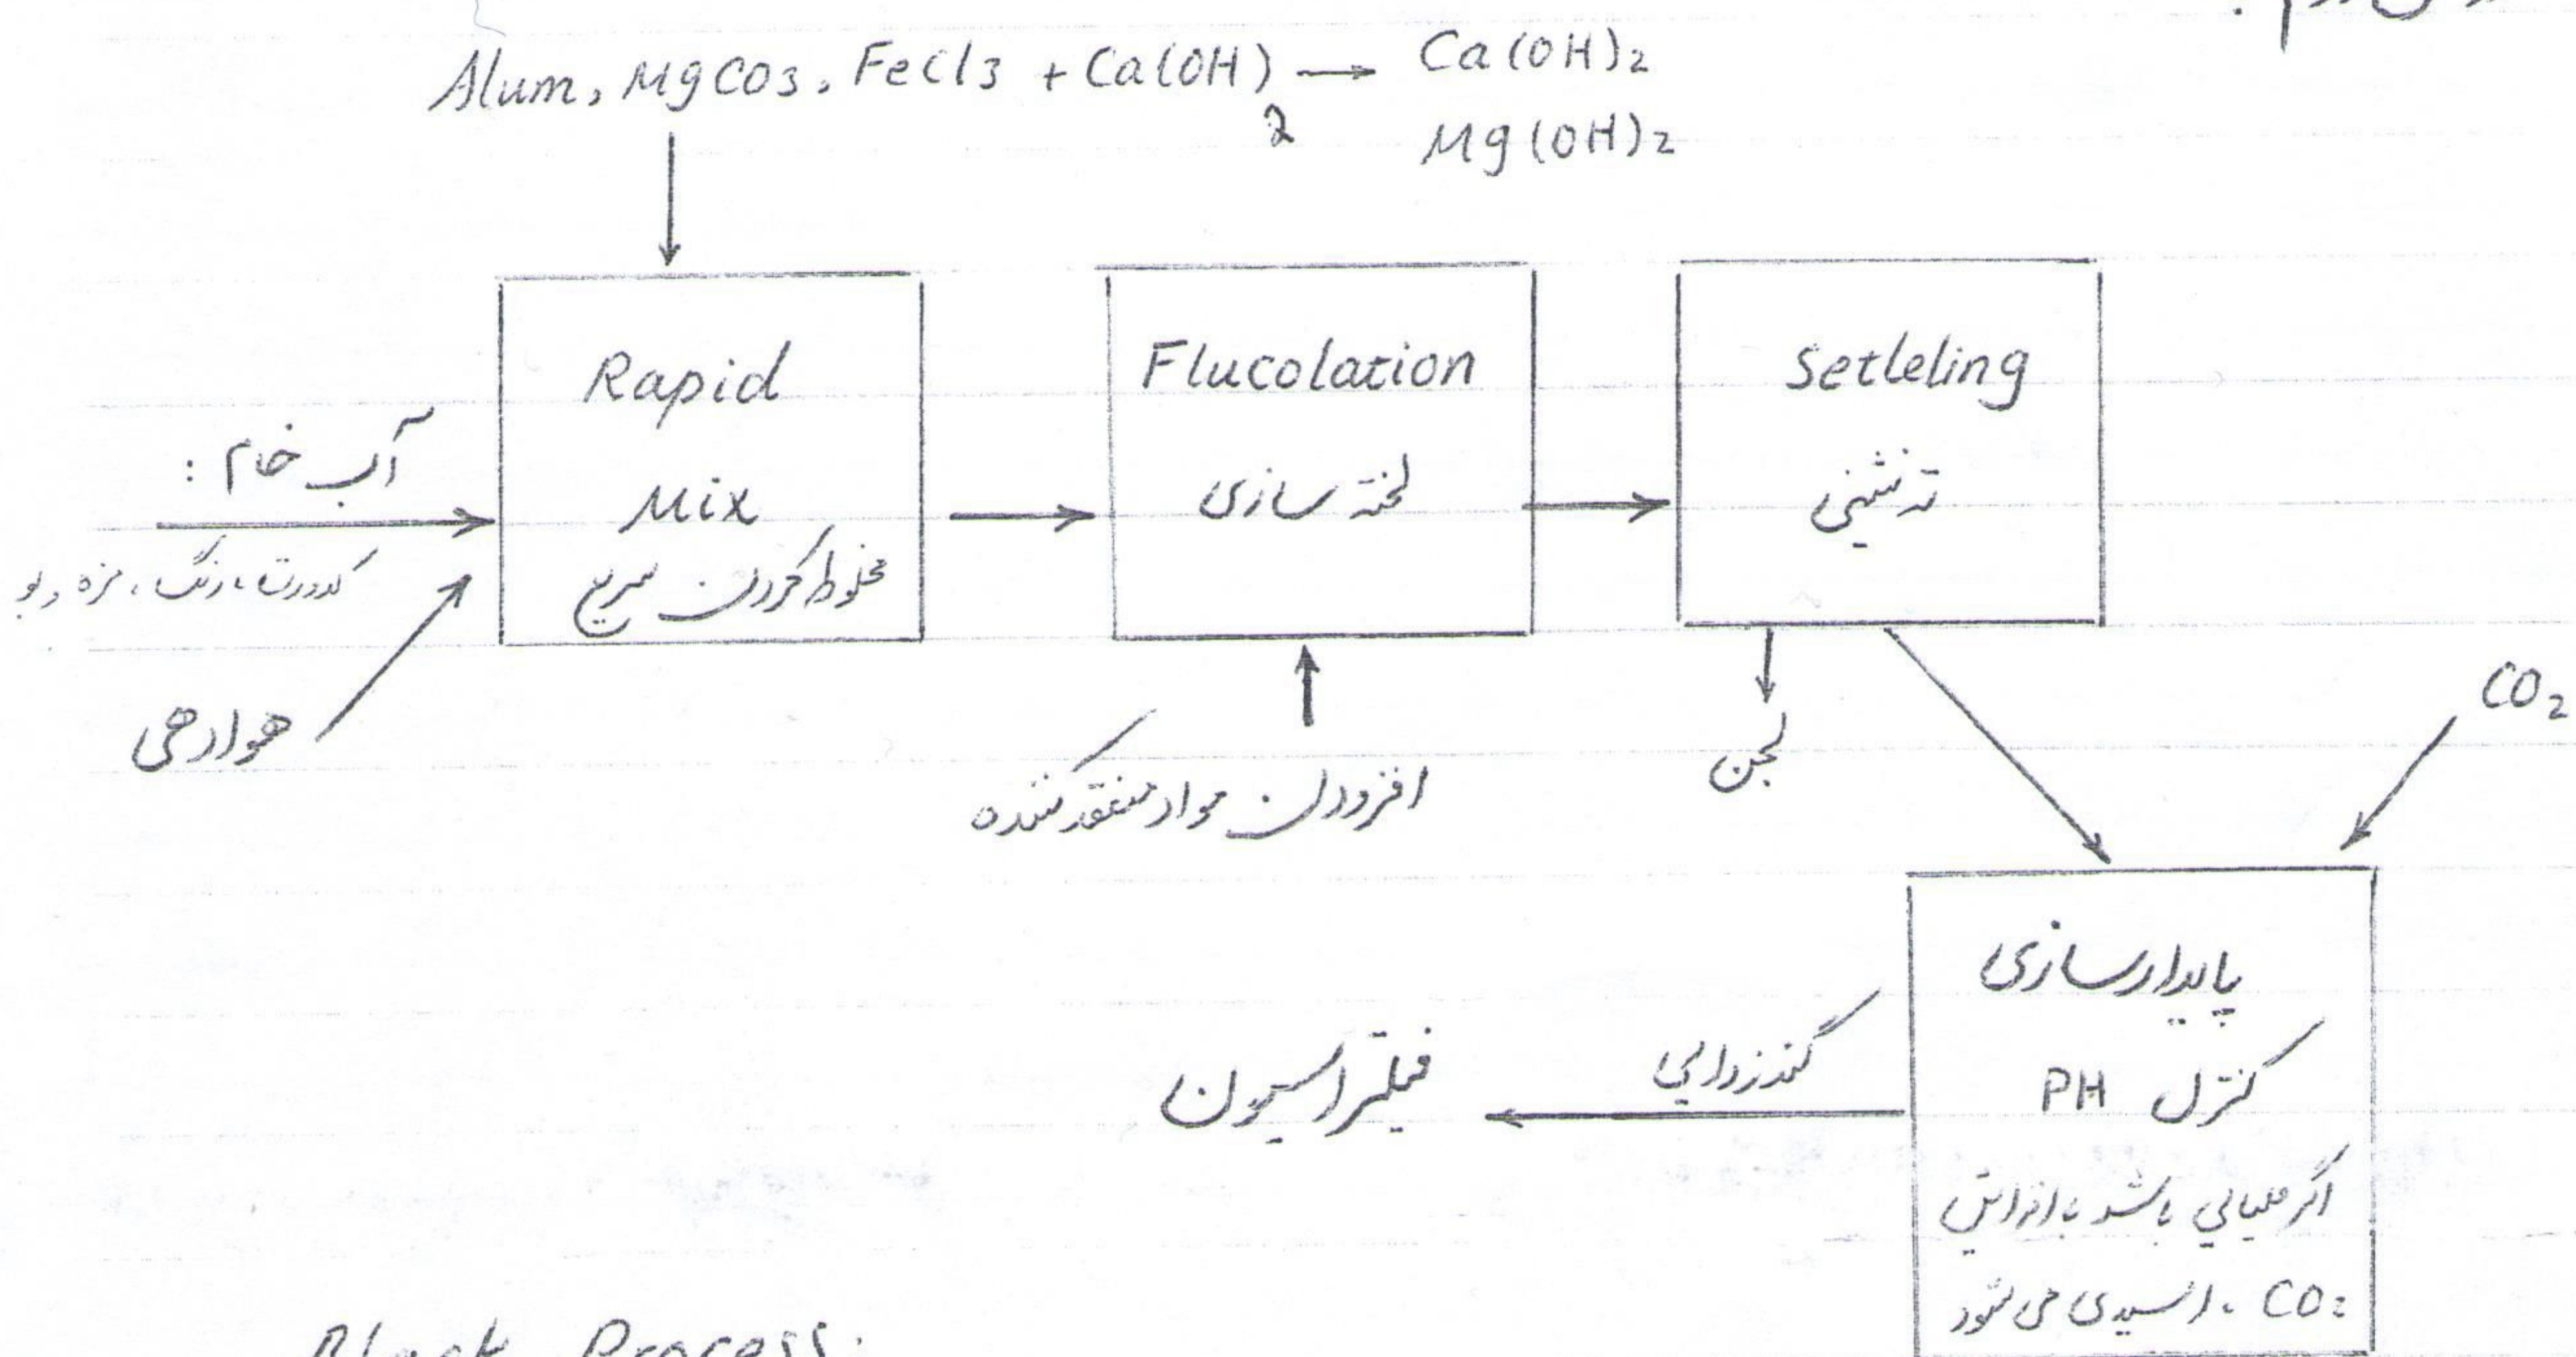 Alum, MgCO3, FeCl3 + Ca(OH)2 → Ca(OH)2
Mg(OH)2
Rapid
Mix
مخلوط کردن سریع
Flucolation
لخته سازی
Setleling
ته نشینی
آب خام :
کدورت، رنگ، مزه و بو
هوادهی
افزودن مواد منعقد کننده
لجن
CO2
پایدارسازی
کنترل PH
اگر قلیایی باشد با افزایش
CO2، اسیدی می شود
گندزدایی
فیلتراسیون
Process: